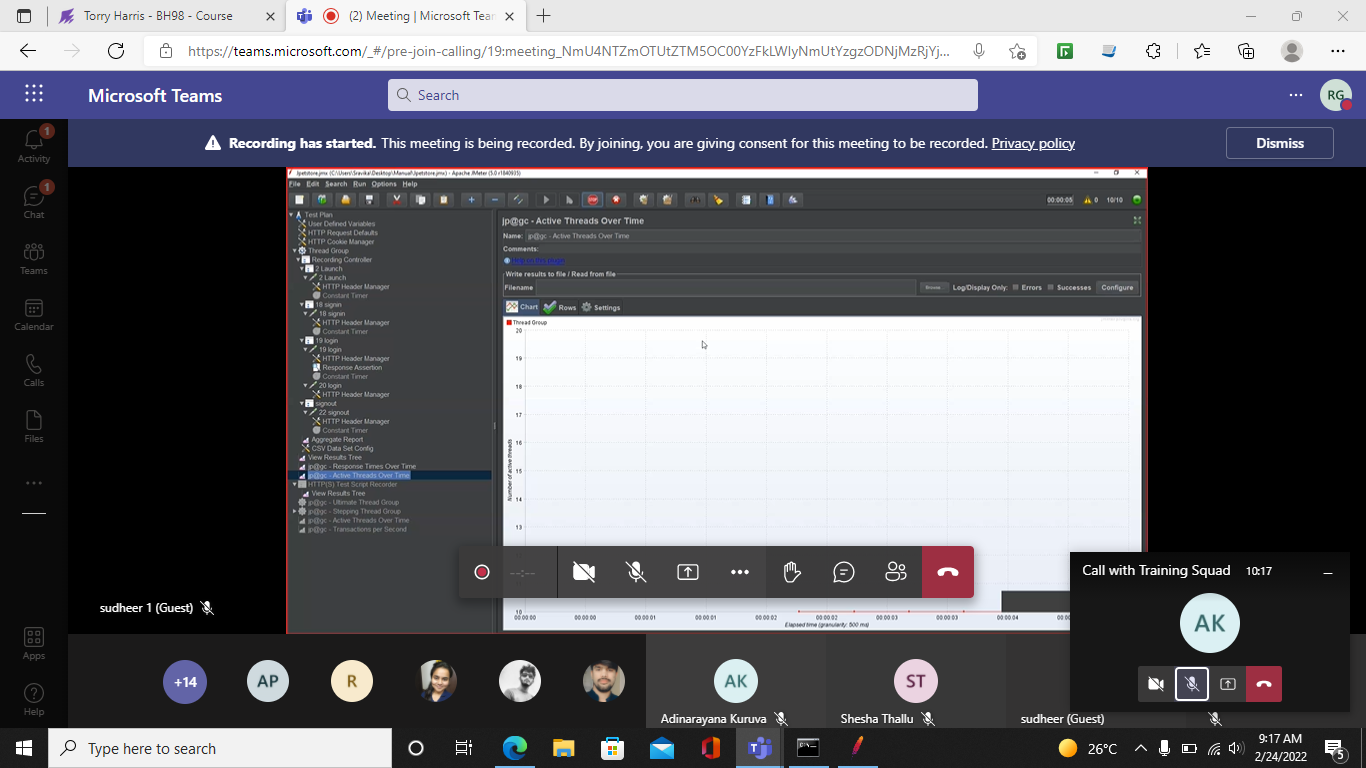 Torry Harris - BH98 - Course
(2) Meeting | Microsoft Tear
https://teams.microsoft.com/_#/pre-join-calling/19:meeting_NmU4NTZmOTUtZTM5OC00YzFkLWIyNmUtYzgzODNjMzRjYj...
Microsoft Teams
Search
RG
Recording has started. This meeting is being recorded. By joining, you are giving consent for this meeting to be recorded. Privacy policy
Dismiss
1
Activity
1
Chat
Teams
Calendar
Calls
Files
Apps
Help
jpetstore.jmx (C:\Users\Sravika\Desktop\Manual\jpetstore.jmx) - Apache JMeter (5.0 r1840935)
File Edit Search Run Options Help
00:00:05 0 10/10
Test Plan
User Defined Variables
HTTP Request Defaults
HTTP Cookie Manager
Thread Group
Recording Controller
2 Launch
2 Launch
HTTP Header Manager
Constant Timer
18 signin
18 signin
HTTP Header Manager
Constant Timer
19 login
19 login
HTTP Header Manager
Response Assertion
Constant Timer
20 login
HTTP Header Manager
signout
22 signout
HTTP Header Manager
Constant Timer
Aggregate Report
CSV Data Set Config
View Results Tree
jp@gc - Response Times Over Time
jp@gc - Active Threads Over Time
HTTP(S) Test Script Recorder
View Results Tree
jp@gc - Ultimate Thread Group
jp@gc - Stepping Thread Group
jp@gc - Active Threads Over Time
jp@gc - Transactions per Second
jp@gc - Active Threads Over Time
Name: jp@gc - Active Threads Over Time
Comments:
Help on this plugin
Write results to file / Read from file
Filename Browse... Log/Display Only: Errors Successes Configure
Chart Rows Settings
Thread Group
20
19
18
17
16
15
14
13
10
Number of active threads
00:00:00 00:00:00 00:00:01 00:00:01 00:00:02 00:00:02 00:00:03 00:00:03 00:00:04
Elapsed time (granularity: 500 ms)
--:--
sudheer 1 (Guest)
Call with Training Squad 10:17
AK
+14
AP
R
AK
Adinarayana Kuruva
ST
Shesha Thallu
sudheer (Guest)
Type here to search
26°C
9:17 AM
2/24/2022
5